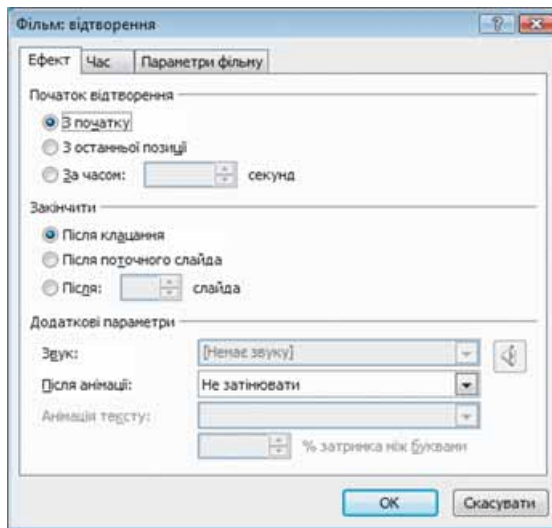 Фільм: відтворення
Ефект Час Параметри фільму
Початок відтворення
З початку
З останньої позиції
За часом: секунд
Закінчити
Після клацання
Після поточного слайда
Після: слайда
Додаткові параметри
Звук: [Немає звуку]
Після анімації: Не затінювати
Анімація тексту:
% затримка між буквами
ОК Скасувати